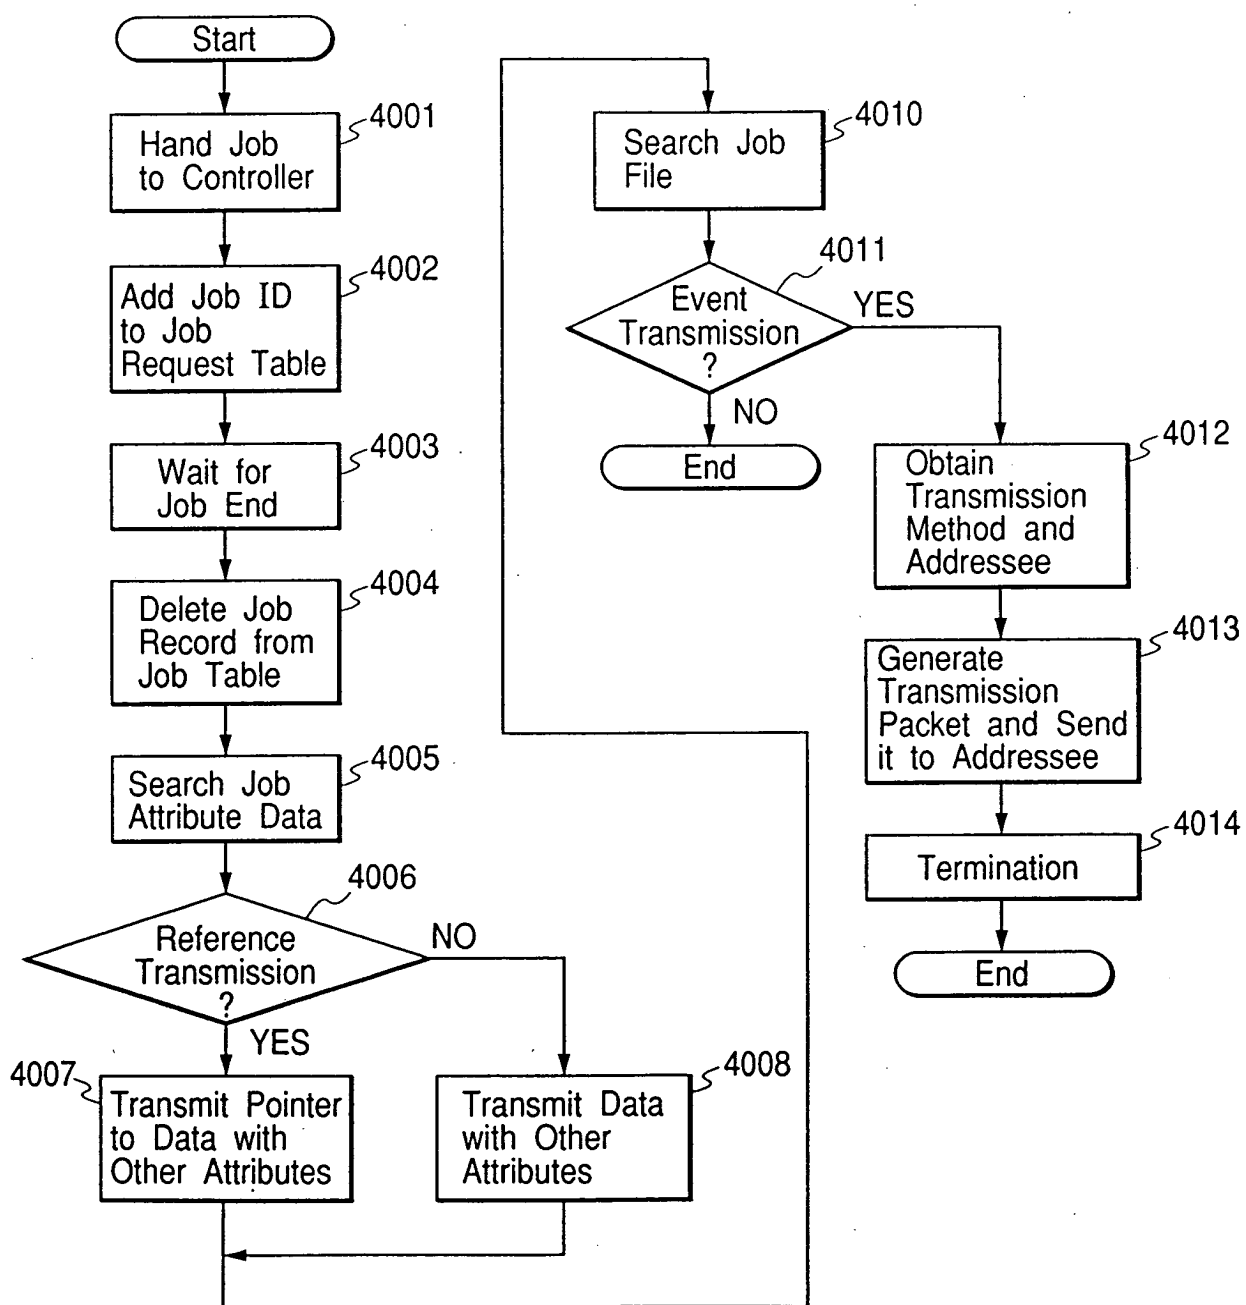 Start
4001
Hand Job
to Controller
4002
Add Job ID
to Job
Request Table
4003
Wait for
Job End
4004
Delete Job
Record from
Job Table
4005
Search Job
Attribute Data
4006
Reference
Transmission
?
NO
YES
4007
Transmit Pointer
to Data with
Other Attributes
4008
Transmit Data
with Other
Attributes
4010
Search Job
File
4011
Event
Transmission
?
YES
NO
End
4012
Obtain
Transmission
Method and
Addressee
4013
Generate
Transmission
Packet and Send
it to Addressee
4014
Termination
End